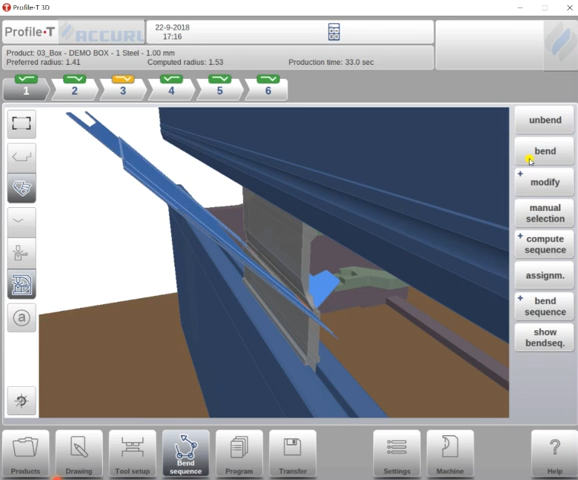 Profile-T 3D
Profile•T
ACCURL
22-9-2018
17:16
Product: 03_Box - DEMO BOX - 1 Steel - 1.00 mm
Preferred radius: 1.41
Computed radius: 1.53
Production time: 33.0 sec
1
2
3
4
5
6
unbend
bend
+ modify
manual
selection
+ compute
sequence
assignm.
+ bend
sequence
show
bendseq.
a
Products
Drawing
Tool setup
Bend
sequence
Program
Transfer
Settings
Machine
?
Help